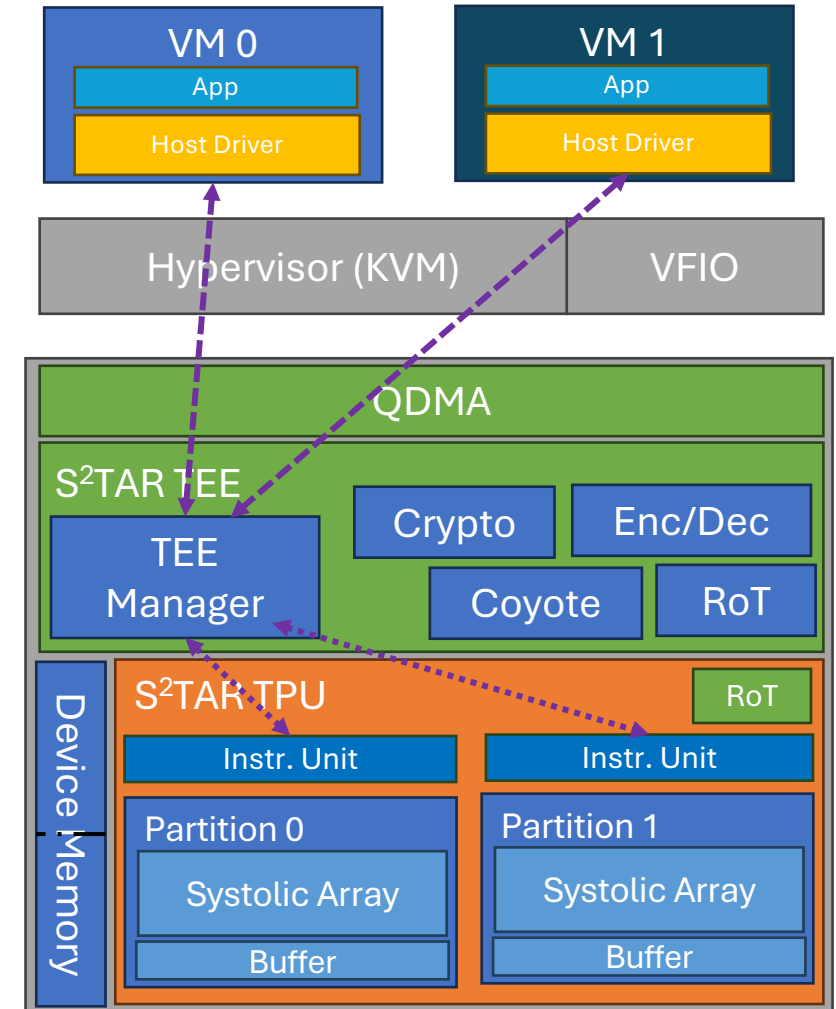 VM 0
App
Host Driver
VM 1
App
Host Driver
Hypervisor (KVM)
VFIO
QDMA
S²TAR TEE
TEE
Manager
Crypto
Enc/Dec
Coyote
RoT
Device Memory
S²TAR TPU
RoT
Instr. Unit
Instr. Unit
Partition 0
Systolic Array
Buffer
Partition 1
Systolic Array
Buffer